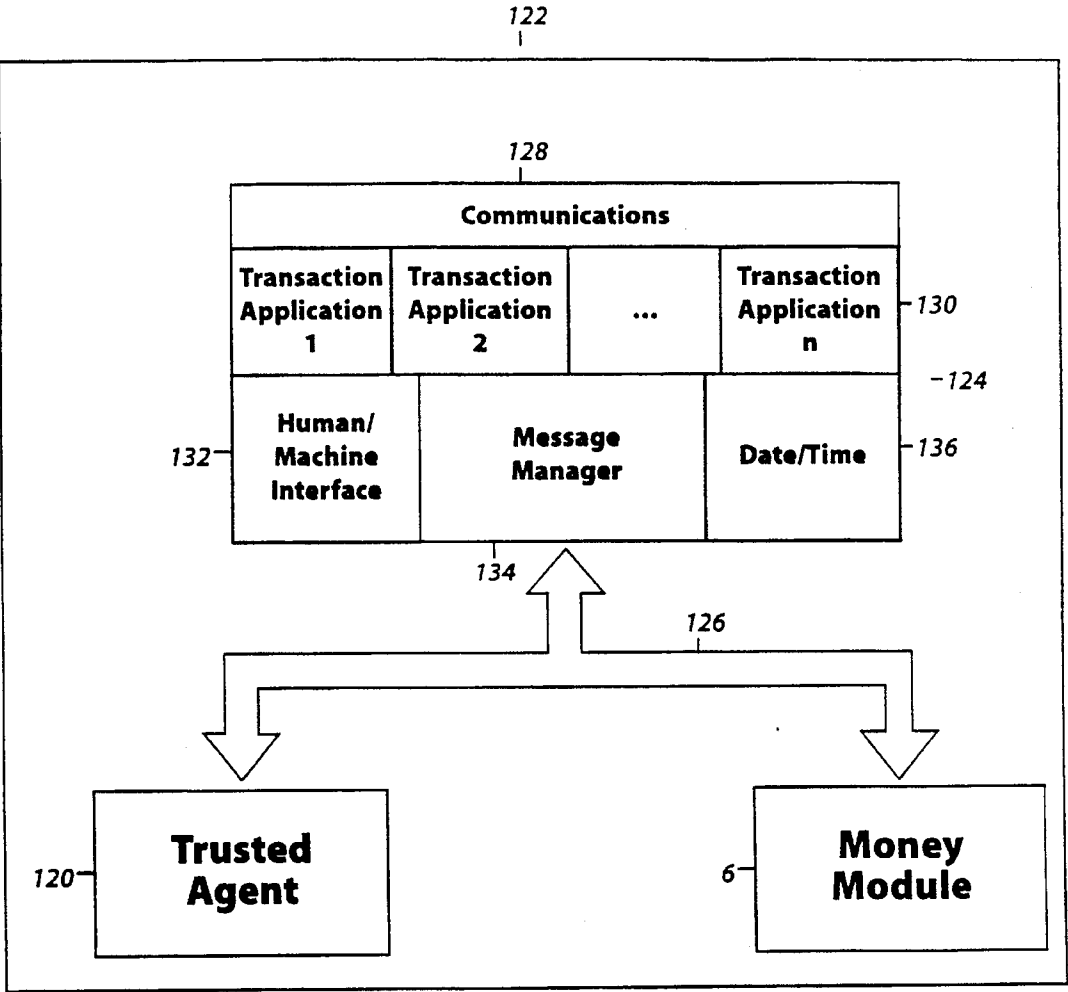 122
128
Communications
Transaction Application 1
Transaction Application 2
...
Transaction Application n
130
124
Human/
Machine
Interface
132
Message
Manager
Date/Time
136
134
126
Trusted
Agent
120
Money
Module
6